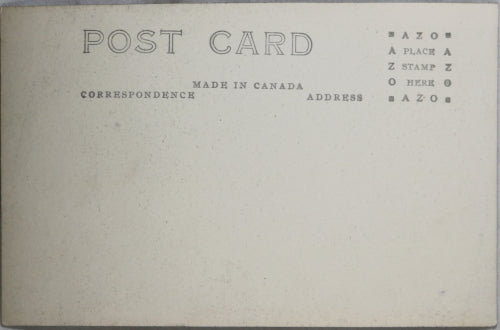 POST CARD
MADE IN CANADA
CORRESPONDENCE ADDRESS
AZO
A PLACE A
Z STAMP Z
O HERE O
AZO